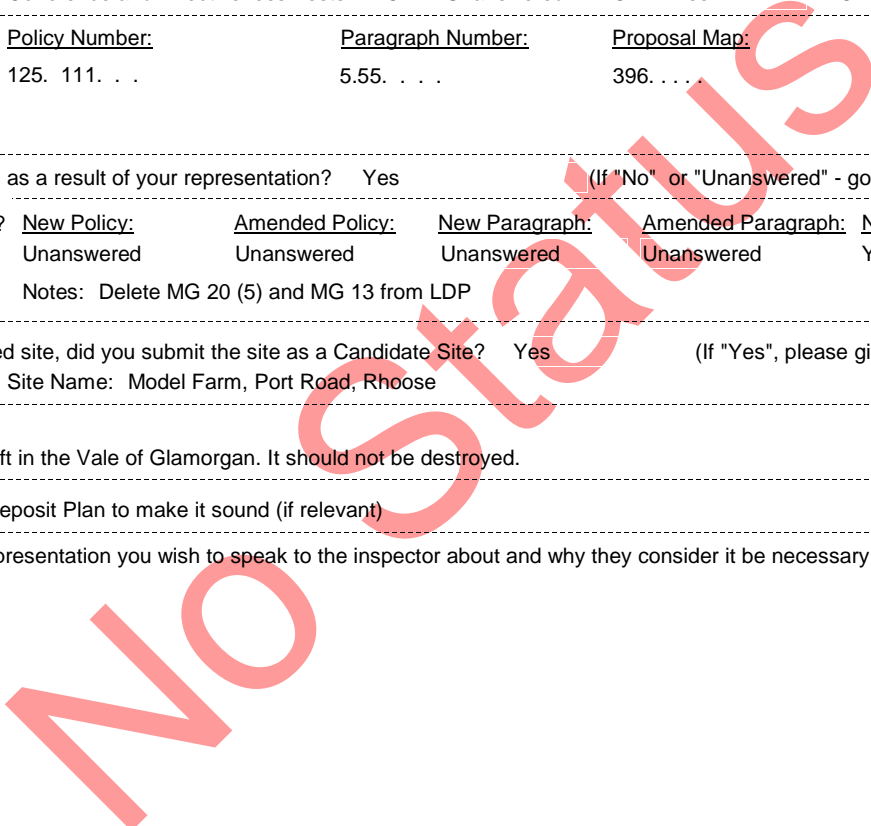 Policy Number: Paragraph Number: Proposal Map:
125. 111. . . 5.55. . . . 396. . . . .
as a result of your representation? Yes (If "No" or "Unanswered" - go
? New Policy: Amended Policy: New Paragraph: Amended Paragraph:
Unanswered Unanswered Unanswered Unanswered
Notes: Delete MG 20 (5) and MG 13 from LDP
ed site, did you submit the site as a Candidate Site? Yes (If "Yes", please gi
Site Name: Model Farm, Port Road, Rhoose
ft in the Vale of Glamorgan. It should not be destroyed.
eposit Plan to make it sound (if relevant)
presentation you wish to speak to the inspector about and why they consider it be necessary
No Status